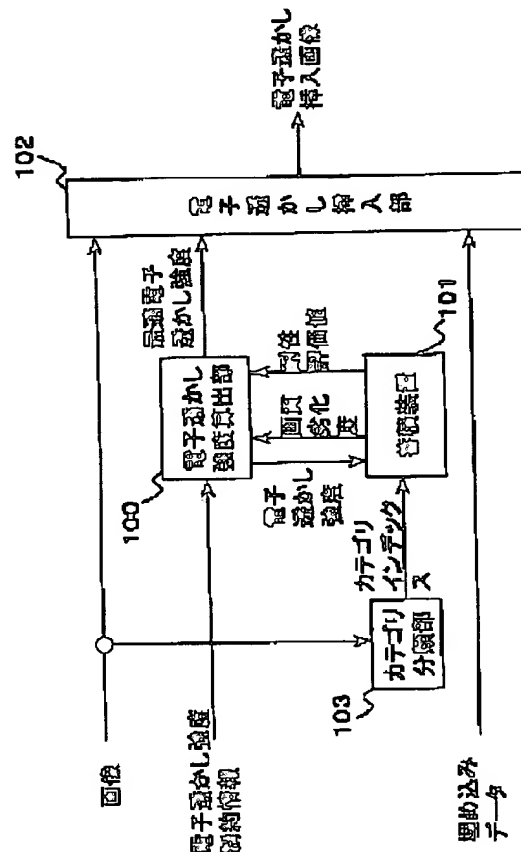 画像
電子透かし強度
制約情報
埋め込み
データ
103
カテゴリ
分類部
カテゴリ
インデック
ス
100
電子透かし
強度算出部
電子
透かし
強度
画質
劣化
度
耐性
評価値
101
蓄積装置
最適電子
透かし強度
102
電子透かし挿入部
電子透かし
挿入画像